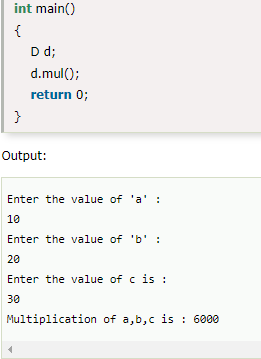 int main()
{
D d;
d.mul();
return 0;
}
Output:
Enter the value of 'a' :
10
Enter the value of 'b' :
20
Enter the value of c is :
30
Multiplication of a,b,c is : 6000